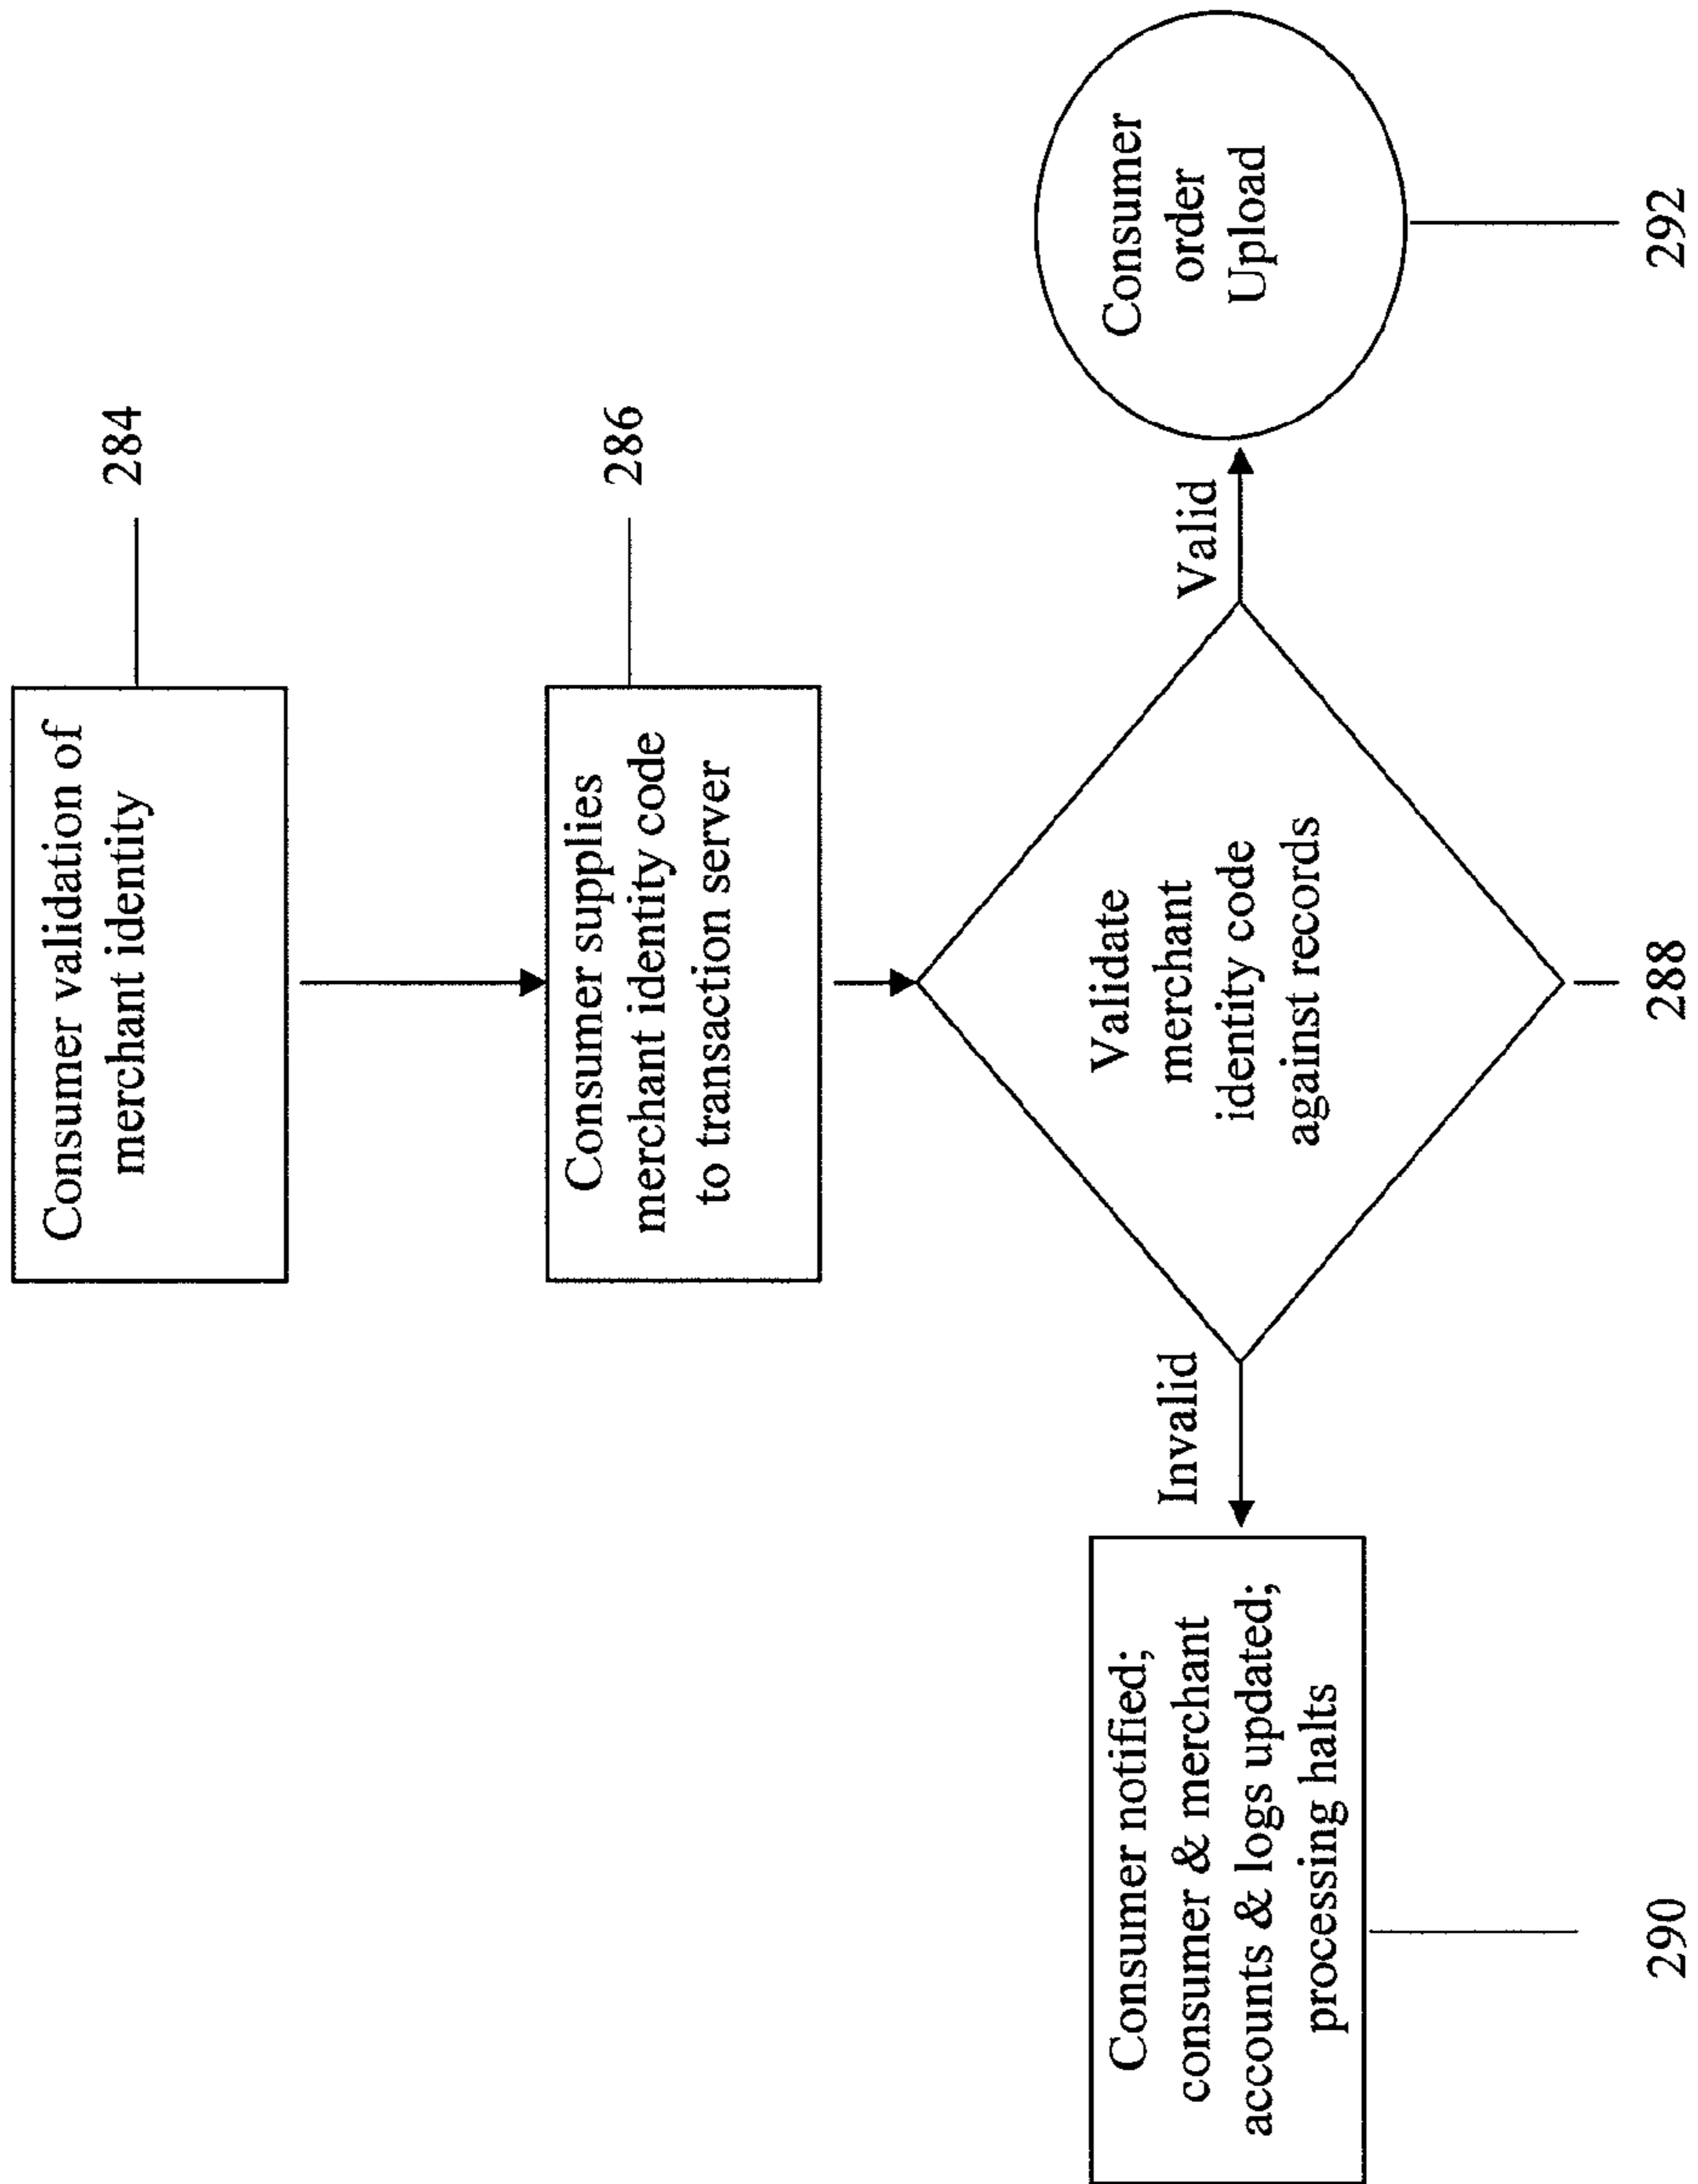 Consumer validation of
merchant identity
284
Consumer supplies
merchant identity code
to transaction server
286
Validate
merchant
identity code
against records
288
Invalid
Valid
Consumer notified;
consumer & merchant
accounts & logs updated;
processing halts
290
Consumer
order
Upload
292